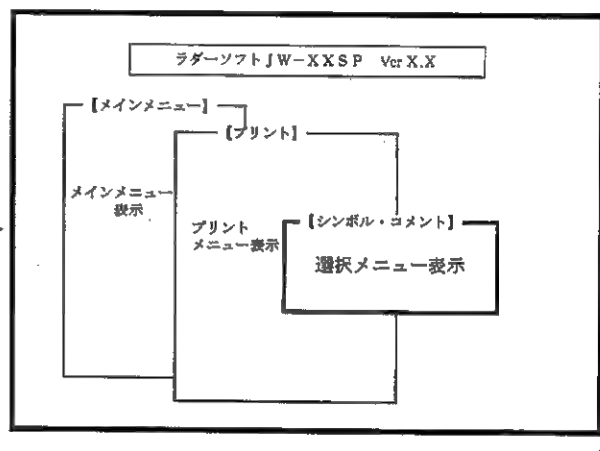 ラダーソフトJW-XXSP Ver X.X
【メインメニュー】
【プリント】
メインメニュー
表示
プリント
メニュー表示
【シンボル・コメント】
選択メニュー表示